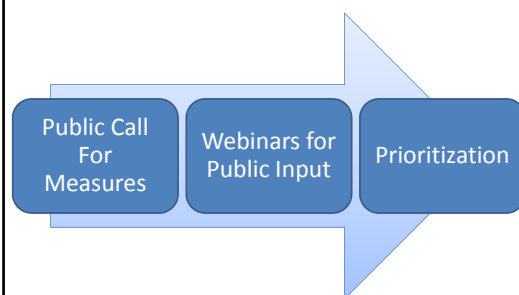 Public Call
For
Measures
Webinars for
Public Input
Prioritization